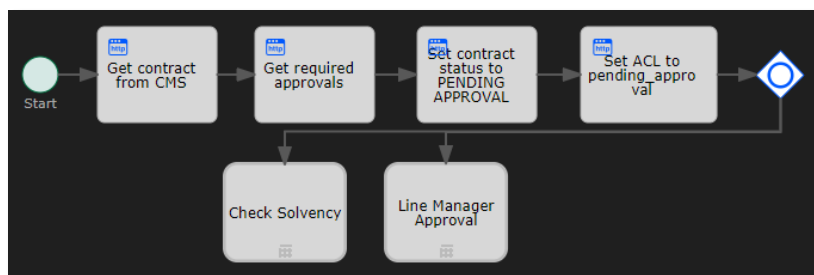 http
http
http
http
Get contract
from CMS
Get required
approvals
Set contract
status to
PENDING
APPROVAL
Set ACL to
pending_appro
val
Start
Check Solvency
Line Manager
Approval